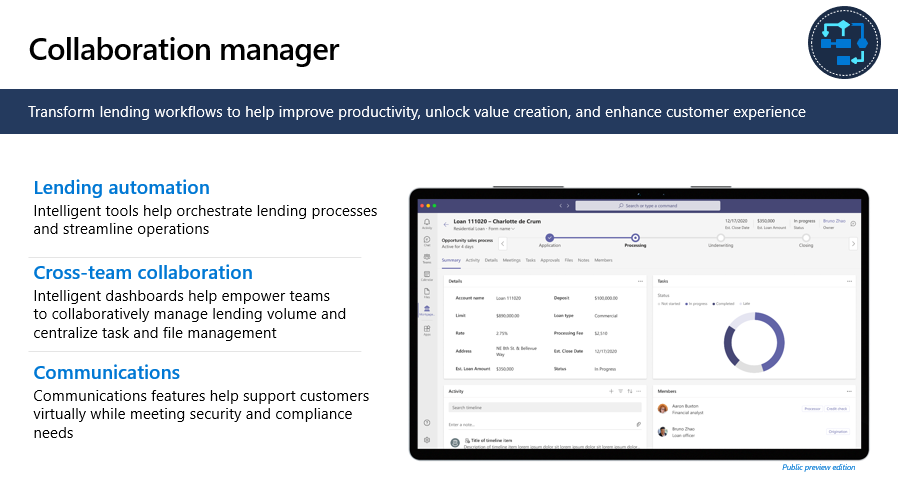 Collaboration manager
Transform lending workflows to help improve productivity, unlock value creation, and enhance customer experience
Lending automation
Intelligent tools help orchestrate lending processes
and streamline operations
Cross-team collaboration
Intelligent dashboards help empower teams
to collaboratively manage lending volume and
centralize task and file management
Communications
Communications features help support customers
virtually while meeting security and compliance
needs
Search or type a command
Loan 111020 – Charlotte de Crum
Residential Loan - Form name
12/17/2020 $350,000 In progress Bruno Zhao
Est. Close Date Est. Loan Amount Status Owner
Opportunity sales process
Active for 4 days
Application Processing Underwriting Closing
Summary Activity Details Meetings Tasks Approvals Files Notes Members
Details
Account name Loan 111020 Deposit $100,000.00
Limit $890,000.00 Loan type Commercial
Rate 2.75% Processing Fee $2,510
Address NE 8th St. & Bellevue Way Est. Close Date 12/17/2020
Est. Loan Amount $350,000 Status In Progress
Tasks
Status
Not started In progress Completed Late
Activity
Search timeline
Enter a note...
Title of timeline item
Members
Aaron Buxton
Financial analyst
Processor Credit check
Bruno Zhao
Loan officer
Origination
Public preview edition